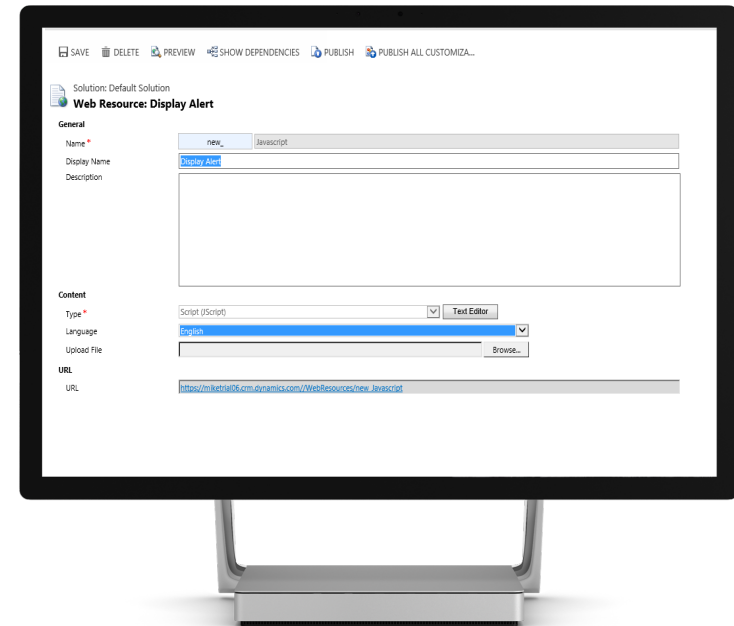 SAVE DELETE PREVIEW SHOW DEPENDENCIES PUBLISH PUBLISH ALL CUSTOMIZA...
Solution: Default Solution
Web Resource: Display Alert
General
Name * new_ Javascript
Display Name Display Alert
Description
Content
Type * Script (JScript) Text Editor
Language English
Upload File Browse...
URL
URL https://miketrial06.crm.dynamics.com//WebResources/new_Javascript